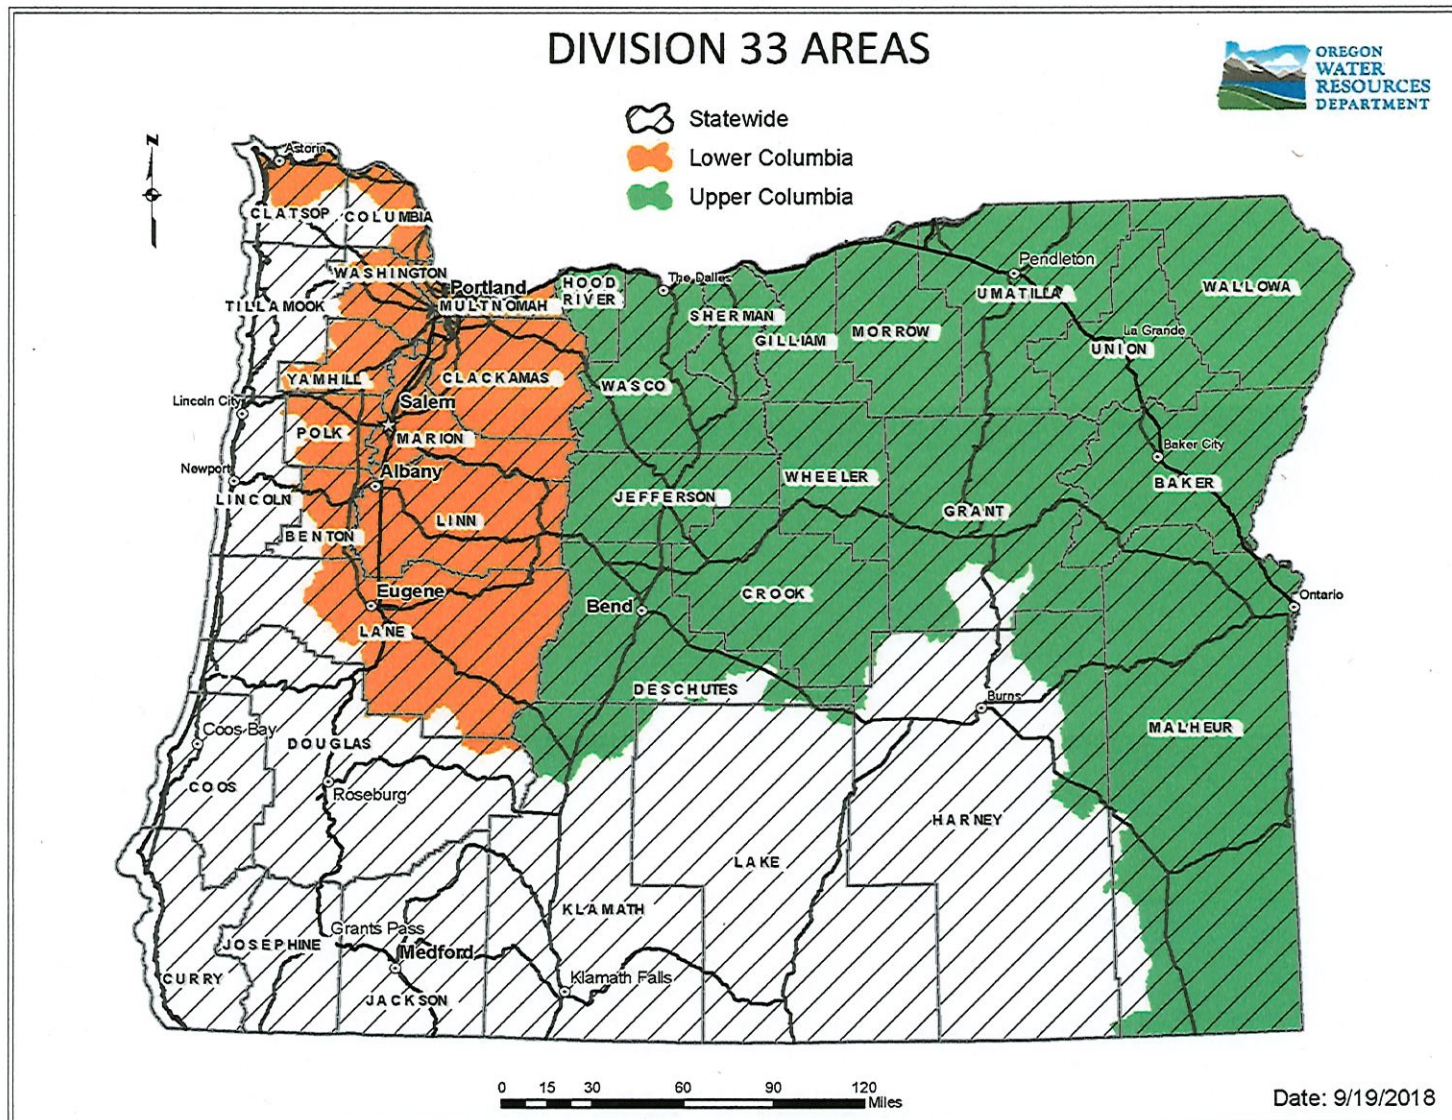 DIVISION 33 AREAS
OREGON
WATER
RESOURCES
DEPARTMENT
Statewide
Lower Columbia
Upper Columbia
N
Astoria
CLATSOP
COLUMBIA
WASHINGTON
Portland
MULTNOMAH
HOOD
RIVER
The Dalles
SHERMAN
GILLIAM
MORROW
Pendleton
UMATILLA
WALLOWA
La Grande
UNION
TILLAMOOK
YAMHILL
CLACKAMAS
WASCO
Lincoln City
Salem
POLK
MARION
Baker City
BAKER
Newport
LINCOLN
Albany
JEFFERSON
WHEELER
GRANT
LINN
BENTON
Eugene
Bend
CROOK
Ontario
LANE
DESCHUTES
Burns
MALHEUR
Coos Bay
DOUGLAS
COOS
Roseburg
HARNEY
LAKE
KLAMATH
Grants Pass
JOSEPHINE
Medford
CURRY
JACKSON
Klamath Falls
0 15 30 60 90 120
Miles
Date: 9/19/2018